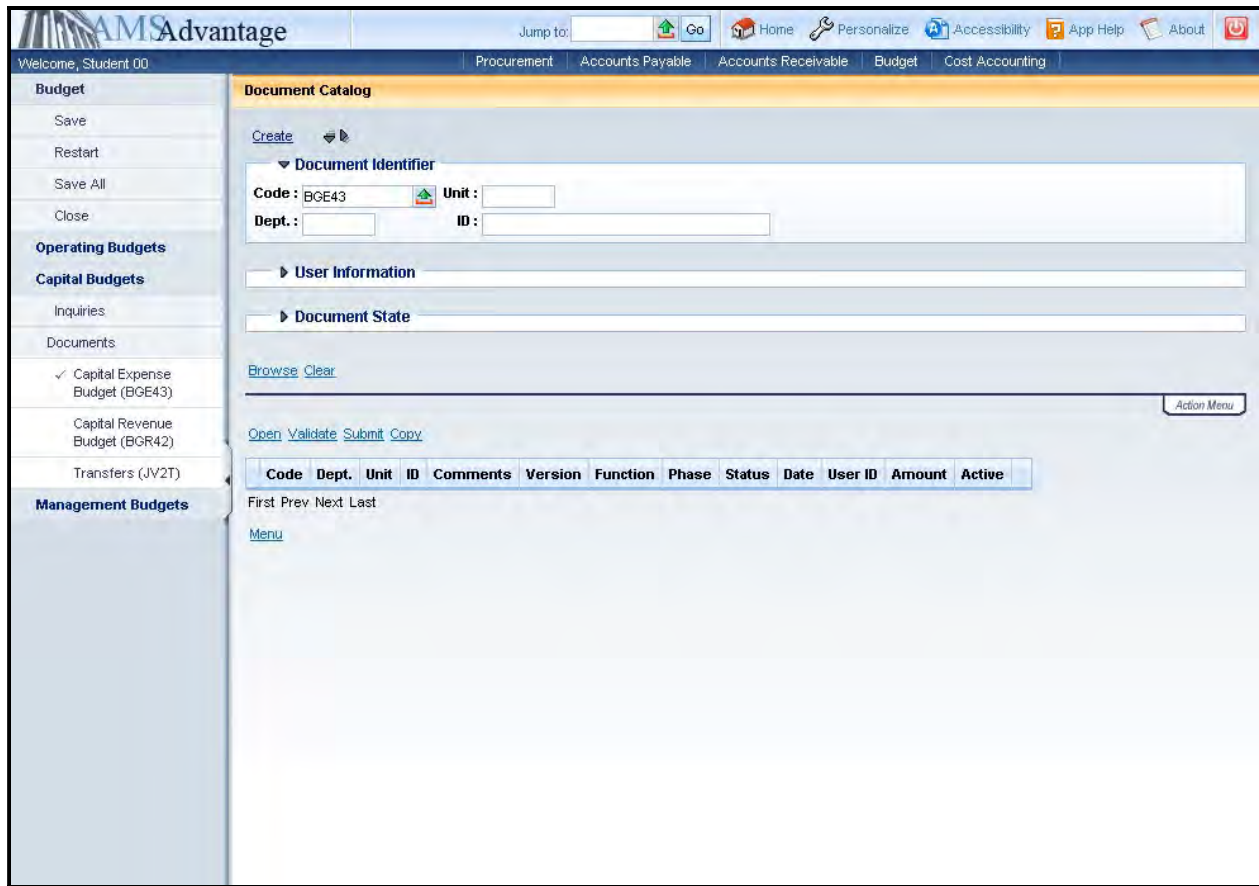 AMSAdvantage
Jump to: Go Home Personalize Accessibility App Help About
Welcome, Student 00
Procurement Accounts Payable Accounts Receivable Budget Cost Accounting
Budget
Save
Restart
Save All
Close
Operating Budgets
Capital Budgets
Inquiries
Documents
✓ Capital Expense
Budget (BGE43)
Capital Revenue
Budget (BGR42)
Transfers (JV2T)
Management Budgets
Document Catalog
Create
Document Identifier
Code : BGE43 Unit :
Dept. : ID :
User Information
Document State
Browse Clear
Action Menu
Open Validate Submit Copy
Code Dept. Unit ID Comments Version Function Phase Status Date User ID Amount Active
First Prev Next Last
Menu